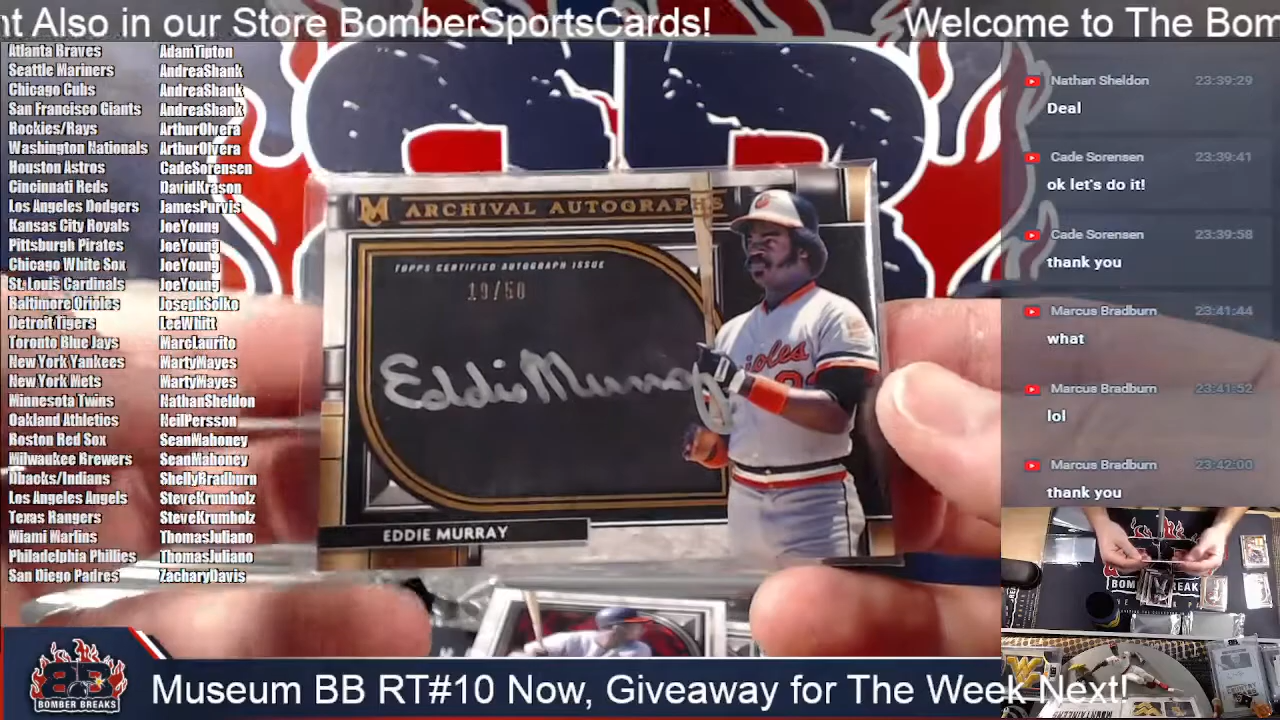 nt Also in our Store BomberSportsCards!
Welcome to The Bom
Atlanta Braves AdamTipton
Seattle Mariners AndreaShank
Chicago Cubs AndreaShank
San Francisco Giants AndreaShank
Rockies/Rays ArthurOlvera
Washington Nationals ArthurOlvera
Houston Astros CadeSorensen
Cincinnati Reds DavidKrason
Los Angeles Dodgers JamesPurvis
Kansas City Royals JoeYoung
Pittsburgh Pirates JoeYoung
Chicago White Sox JoeYoung
St. Louis Cardinals JoeYoung
Baltimore Orioles JosephSolko
Detroit Tigers LeeWhitt
Toronto Blue Jays MarcLaurito
New York Yankees MartyMayes
New York Mets MartyMayes
Minnesota Twins NathanSheldon
Oakland Athletics NeilPersson
Boston Red Sox SeanMahoney
Milwaukee Brewers SeanMahoney
Dbacks/Indians ShellyBradburn
Los Angeles Angels SteveKrumholz
Texas Rangers SteveKrumholz
Miami Marlins ThomasJuliano
Philadelphia Phillies ThomasJuliano
San Diego Padres ZacharyDavis
M ARCHIVAL AUTOGRAPHS
TOPPS CERTIFIED AUTOGRAPH ISSUE
19/50
Eddie Murray
EDDIE MURRAY
Nathan Sheldon 23:39:29
Deal
Cade Sorensen 23:39:41
ok let's do it!
Cade Sorensen 23:39:58
thank you
Marcus Bradburn 23:41:44
what
Marcus Bradburn 23:41:52
lol
Marcus Bradburn 23:42:00
thank you
BOMBER BREAKS
Museum BB RT#10 Now, Giveaway for The Week Next!